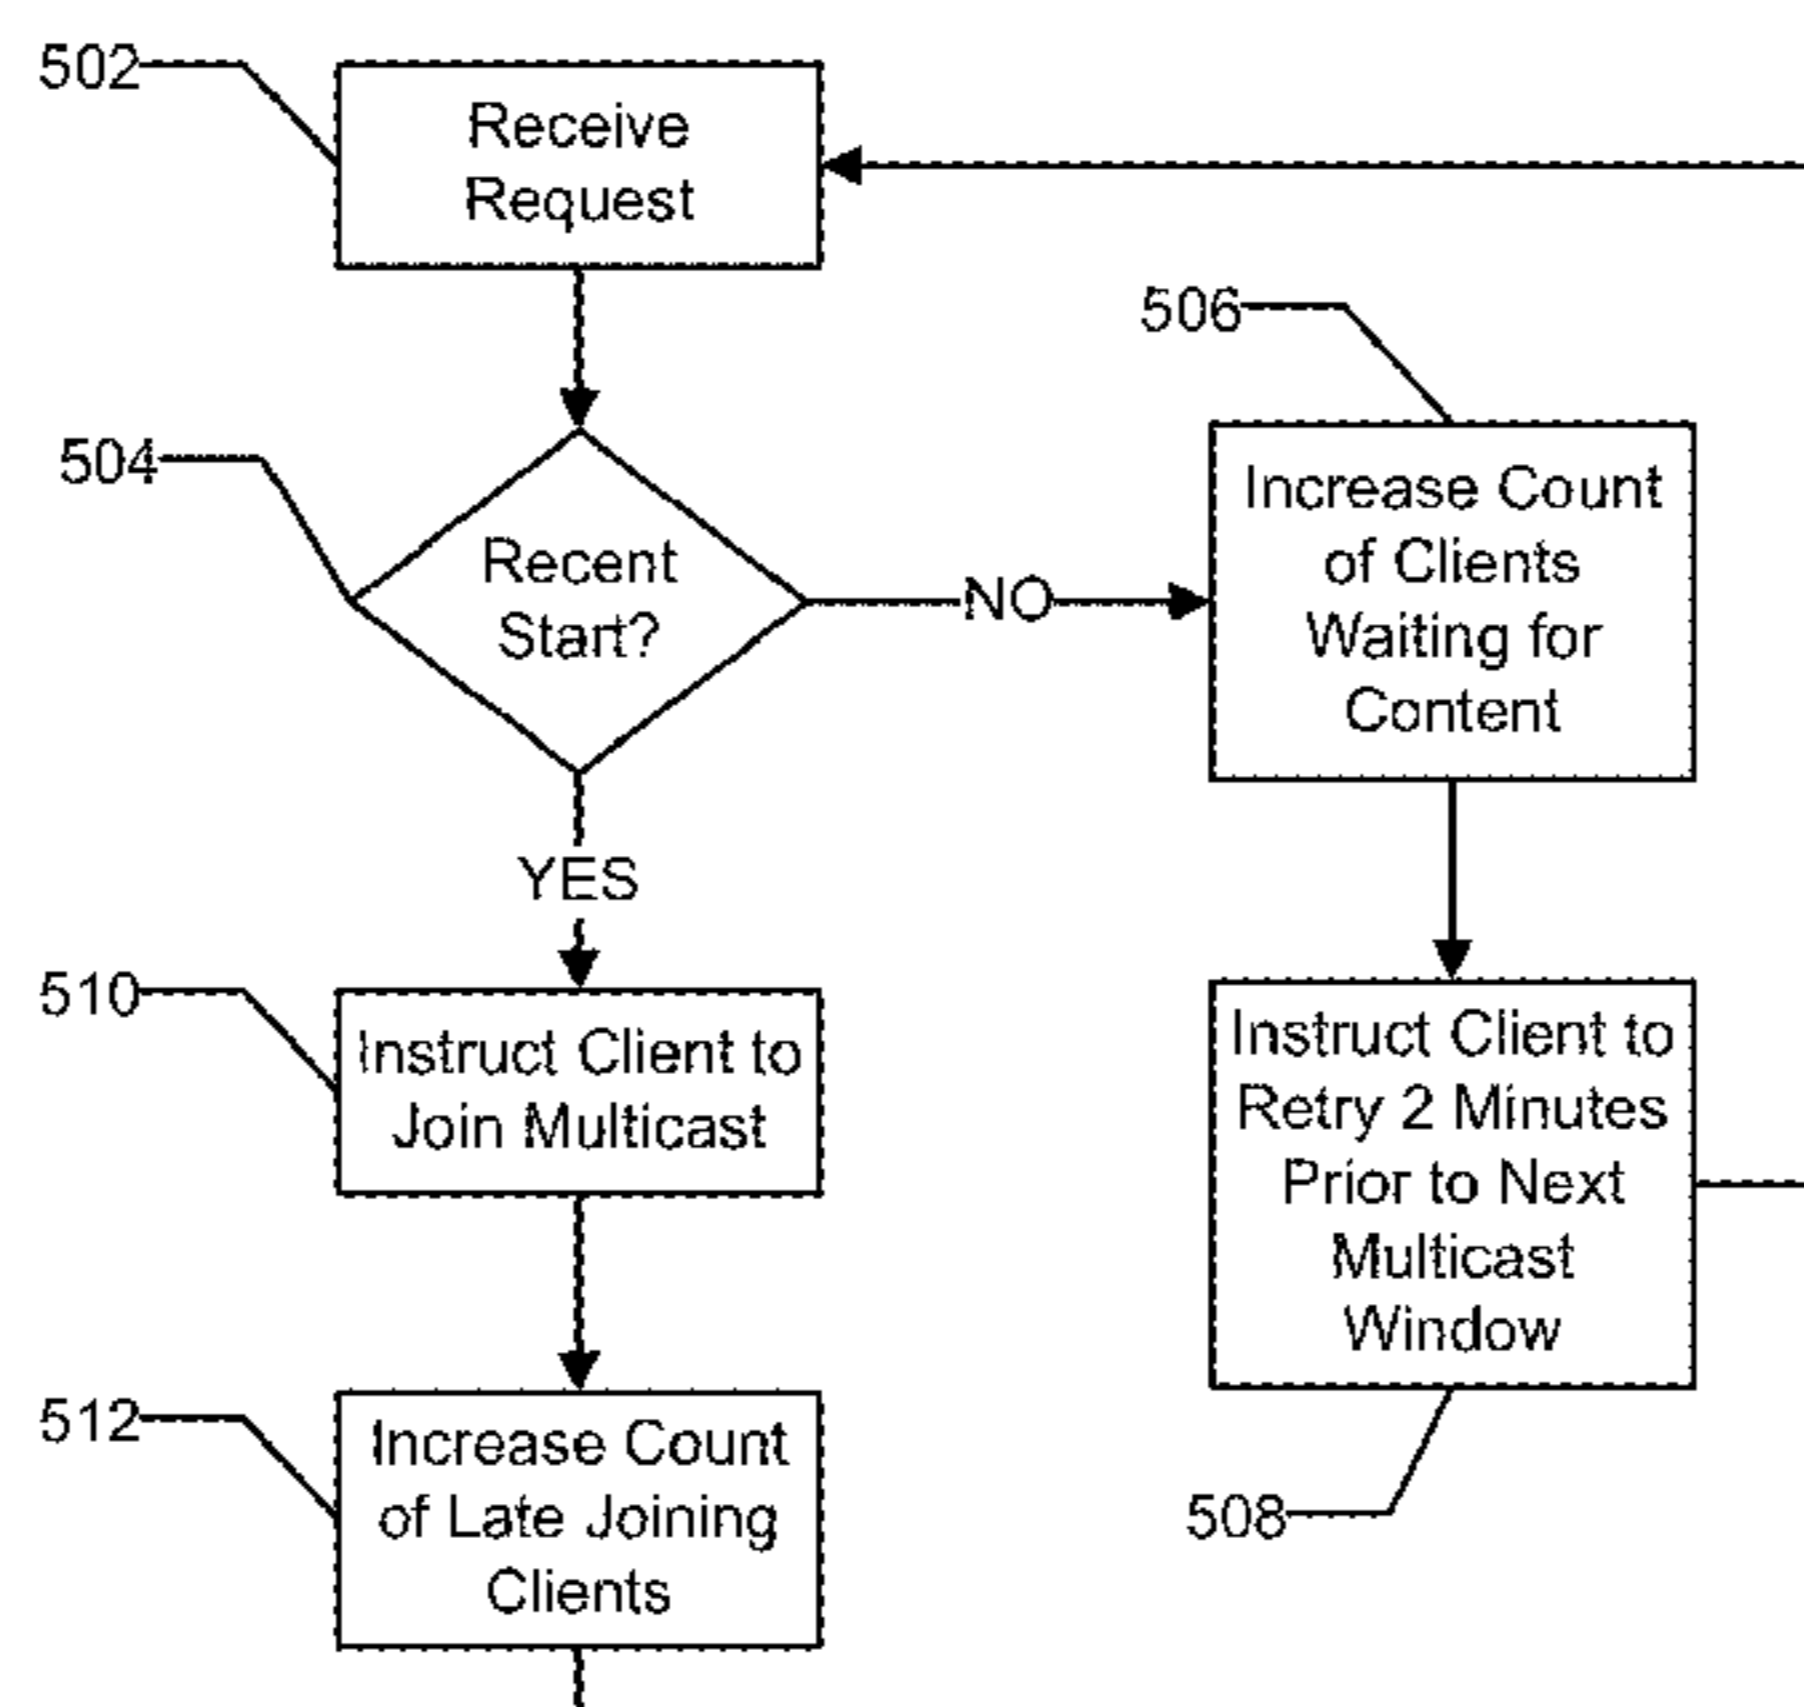 502
Receive
Request
504
Recent
Start?
NO
506
Increase Count
of Clients
Waiting for
Content
YES
510
Instruct Client to
Join Multicast
Instruct Client to
Retry 2 Minutes
Prior to Next
Multicast
Window
508
512
Increase Count
of Late Joining
Clients